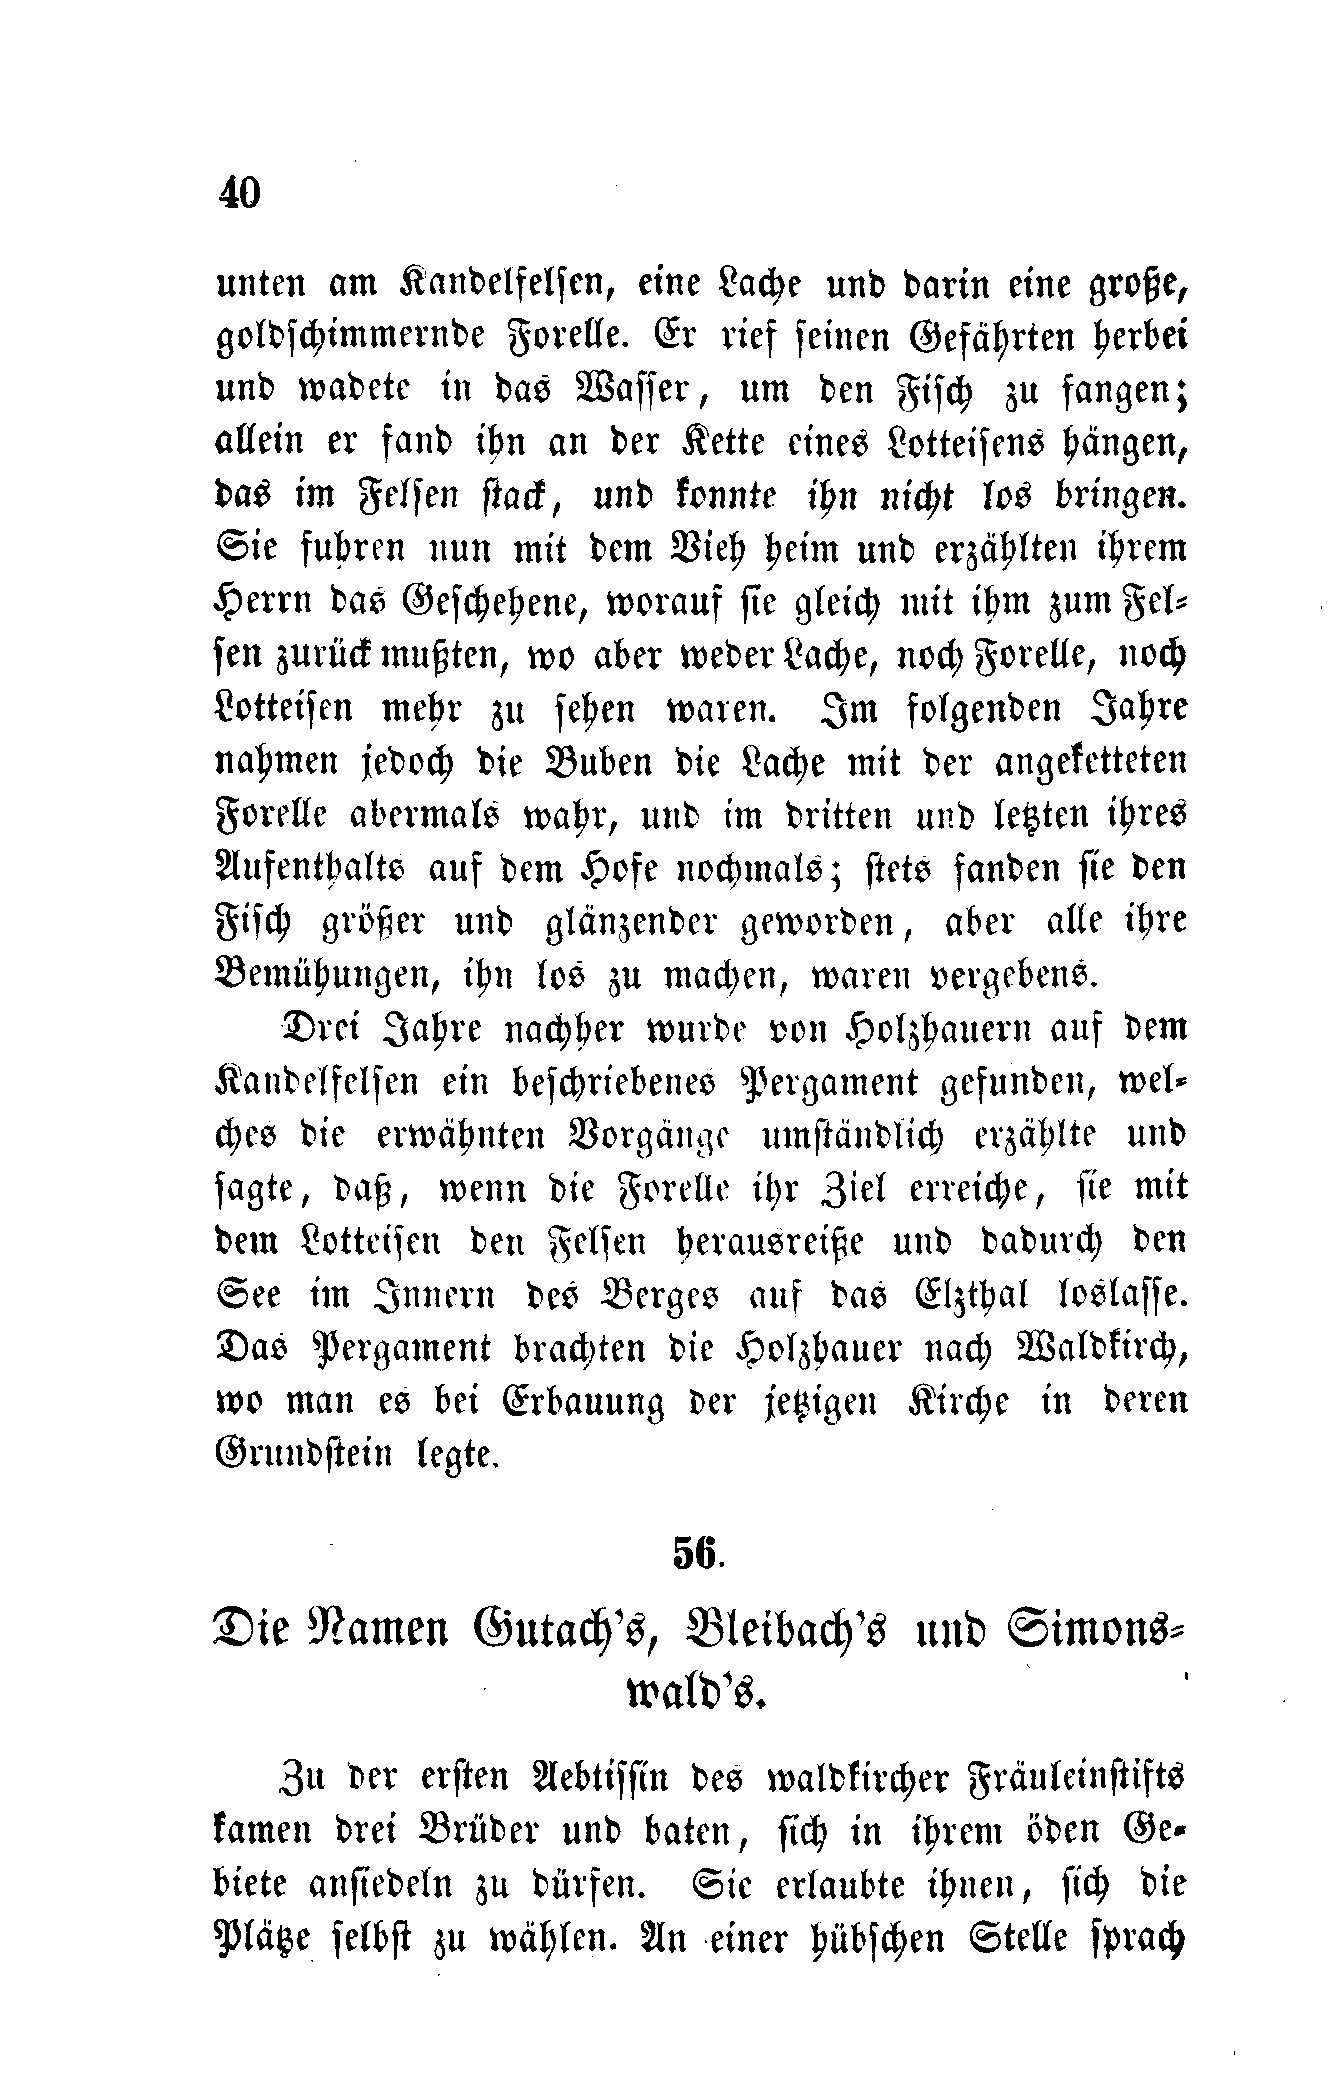 40
unten am Kandelfelsen, eine Lache und darin eine große,
goldschimmernde Forelle. Er rief seinen Gefährten herbei
und wadete in das Wasser, um den Fisch zu fangen;
allein er fand ihn an der Kette eines Lotteisens hängen,
das im Felsen stack, und konnte ihn nicht los bringen.
Sie fuhren nun mit dem Vieh heim und erzählten ihrem
Herrn das Geschehene, worauf sie gleich mit ihm zum Fel-
sen zurück mußten, wo aber weder Lache, noch Forelle, noch
Lotteisen mehr zu sehen waren. Im folgenden Jahre
nahmen jedoch die Buben die Lache mit der angeketteten
Forelle abermals wahr, und im dritten und letzten ihres
Aufenthalts auf dem Hofe nochmals; stets fanden sie den
Fisch größer und glänzender geworden, aber alle ihre
Bemühungen, ihn los zu machen, waren vergebens.
Drei Jahre nachher wurde von Holzhauern auf dem
Kandelfelsen ein beschriebenes Pergament gefunden, wel-
ches die erwähnten Vorgänge umständlich erzählte und
sagte, daß, wenn die Forelle ihr Ziel erreiche, sie mit
dem Lotteisen den Felsen herausreiße und dadurch den
See im Innern des Berges auf das Elzthal loslasse.
Das Pergament brachten die Holzhauer nach Waldkirch,
wo man es bei Erbauung der jetzigen Kirche in deren
Grundstein legte.
56.
Die Namen Gutach's, Bleibach's und Simons-
wald's.
Zu der ersten Aebtissin des waldkircher Fräuleinstifts
kamen drei Brüder und baten, sich in ihrem öden Ge-
biete ansiedeln zu dürfen. Sie erlaubte ihnen, sich die
Plätze selbst zu wählen. An einer hübschen Stelle sprach